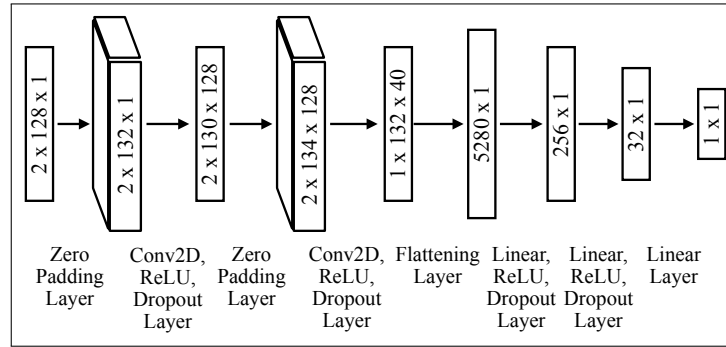 2 x 128 x 1
2 x 132 x 1
2 x 130 x 128
2 x 134 x 128
1 x 132 x 40
5280 x 1
256 x 1
32 x 1
1 x 1
Zero
Padding
Layer
Conv2D,
ReLU,
Dropout
Layer
Zero
Padding
Layer
Conv2D,
ReLU,
Dropout
Layer
Flattening
Layer
Linear,
ReLU,
Dropout
Layer
Linear,
ReLU,
Dropout
Layer
Linear
Layer